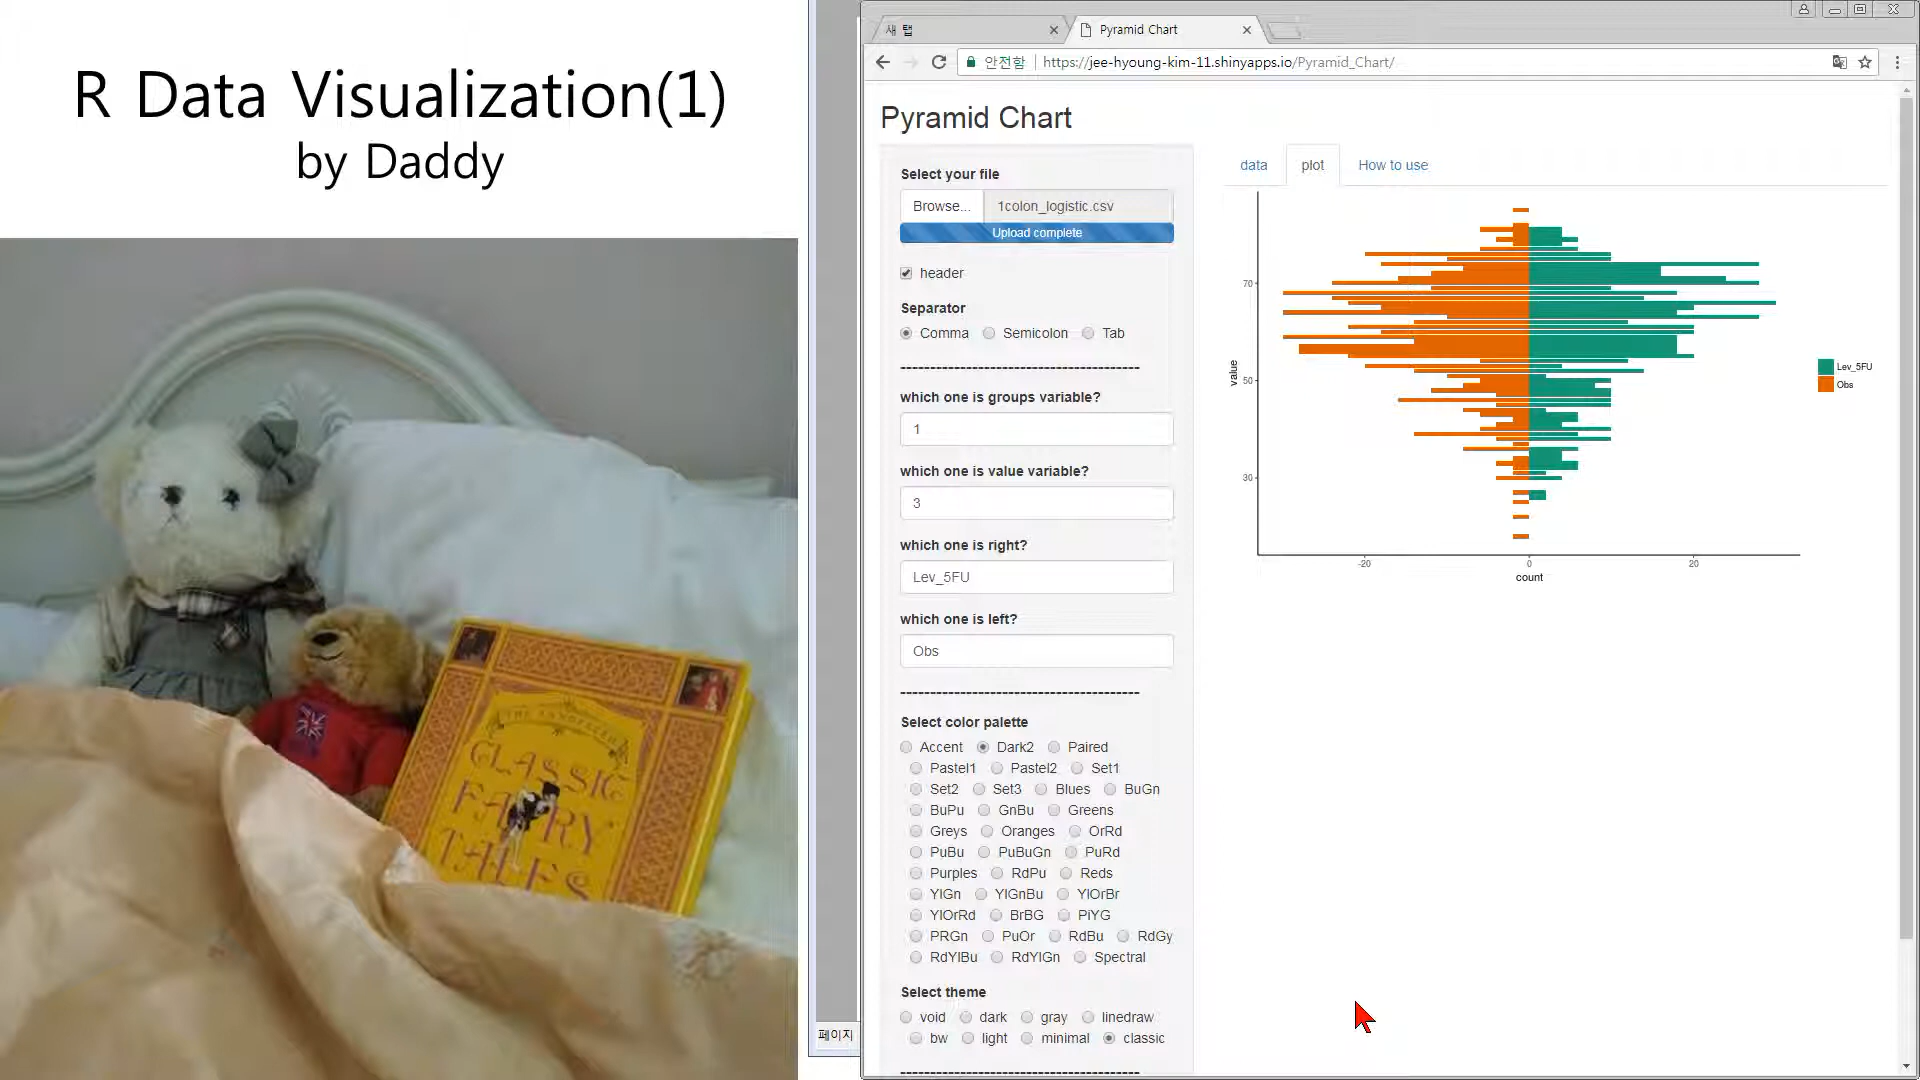 R Data Visualization(1)
by Daddy
CLASSIC
FAIRY
TALES
새 탭
Pyramid Chart
안전함
https://jee-hyoung-kim-11.shinyapps.io/Pyramid_Chart/
Pyramid Chart
Select your file
Browse...
1colon_logistic.csv
Upload complete
header
Separator
Comma Semicolon Tab
----------------------------------------
which one is groups variable?
1
which one is value variable?
3
which one is right?
Lev_5FU
which one is left?
Obs
----------------------------------------
Select color palette
Accent Dark2 Paired
Pastel1 Pastel2 Set1
Set2 Set3 Blues BuGn
BuPu GnBu Greens
Greys Oranges OrRd
PuBu PuBuGn PuRd
Purples RdPu Reds
YlGn YlGnBu YlOrBr
YlOrRd BrBG PiYG
PRGn PuOr RdBu RdGy
RdYlBu RdYlGn Spectral
Select theme
void dark gray linedraw
bw light minimal classic
----------------------------------------
data plot How to use
70
50
30
value
-20 0 20
count
Lev_5FU
Obs
페이지